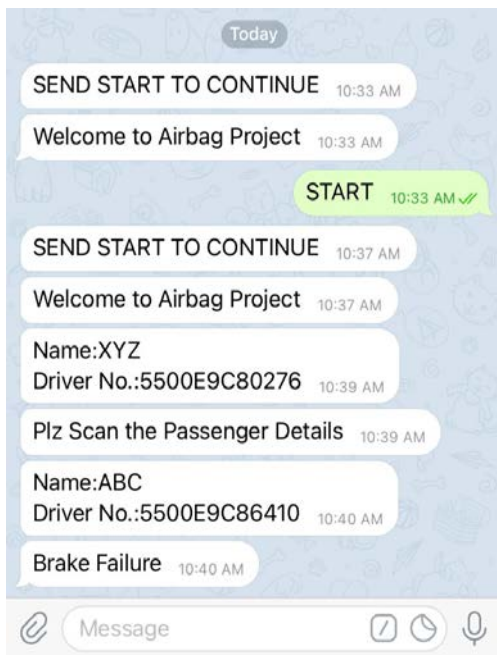 Today
SEND START TO CONTINUE 10:33 AM
Welcome to Airbag Project 10:33 AM
START 10:33 AM
SEND START TO CONTINUE 10:37 AM
Welcome to Airbag Project 10:37 AM
Name:XYZ
Driver No.:5500E9C80276 10:39 AM
Plz Scan the Passenger Details 10:39 AM
Name:ABC
Driver No.:5500E9C86410 10:40 AM
Brake Failure 10:40 AM
Message